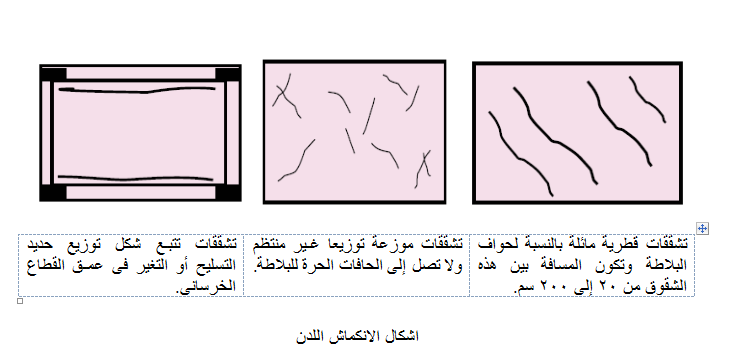 تشققات قطرية مائلة بالنسبة لحواف
البلاطة وتكون المسافة بين هذه
الشقوق من ٢٠ إلى ٢٠٠ سم.
تشققات موزعة توزيعا غير منتظم
ولا تصل إلى الحافات الحرة للبلاطة.
تشققات تتبع شكل توزيع حديد
التسليح أو التغير فى عمق القطاع
الخرسانى.
اشكال الانكماش اللدن